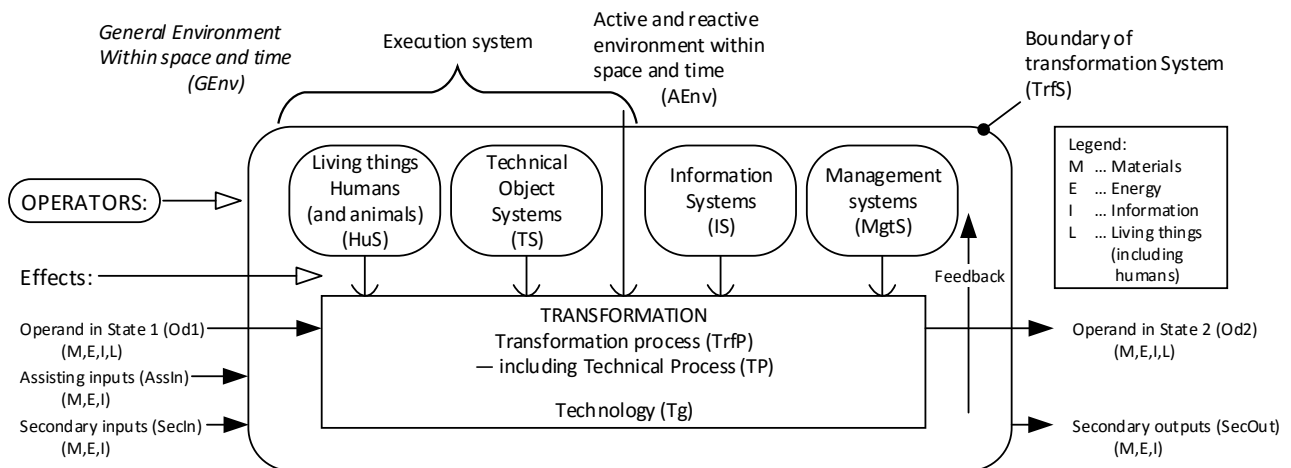 General Environment
Within space and time
(GEnv)
Execution system
Active and reactive
environment within
space and time
(AEnv)
Boundary of
transformation System
(TrfS)
OPERATORS:
Living things
Humans
(and animals)
(HuS)
Technical
Object
Systems
(TS)
Information
Systems
(IS)
Management
systems
(MgtS)
Legend:
M ... Materials
E ... Energy
I ... Information
L ... Living things
(including
humans)
Effects:
Feedback
TRANSFORMATION
Transformation process (TrfP)
— including Technical Process (TP)
Technology (Tg)
Operand in State 1 (Od1)
(M,E,I,L)
Assisting inputs (AssIn)
(M,E,I)
Secondary inputs (SecIn)
(M,E,I)
Operand in State 2 (Od2)
(M,E,I,L)
Secondary outputs (SecOut)
(M,E,I)